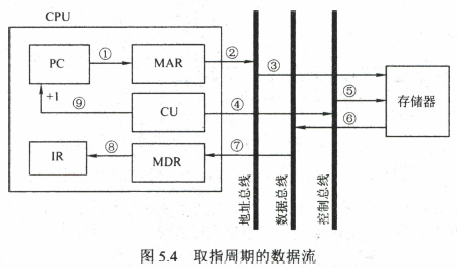 CPU
PC ① MAR ② ③
+1 ⑨ CU ④ ⑤ 存储器
⑥
IR ⑧ MDR ⑦
地址总线
数据总线
控制总线
图 5.4 取指周期的数据流